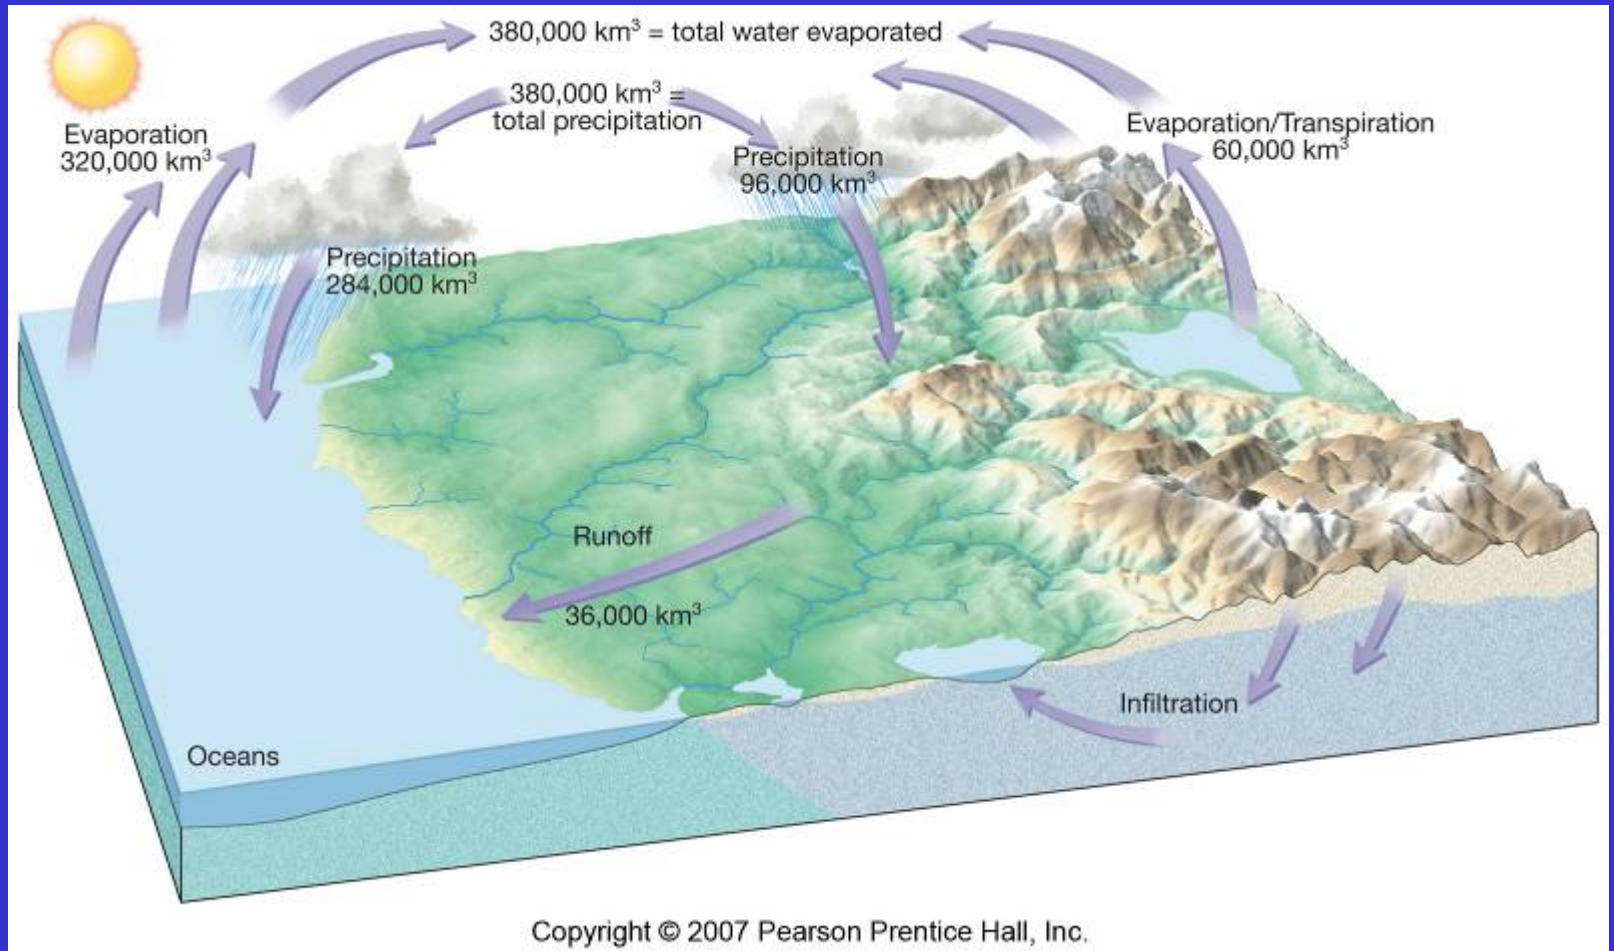 380,000 km³ = total water evaporated
380,000 km³ =
total precipitation
Evaporation
320,000 km³
Evaporation/Transpiration
60,000 km³
Precipitation
96,000 km³
Precipitation
284,000 km³
Runoff
36,000 km³
Infiltration
Oceans
Copyright © 2007 Pearson Prentice Hall, Inc.